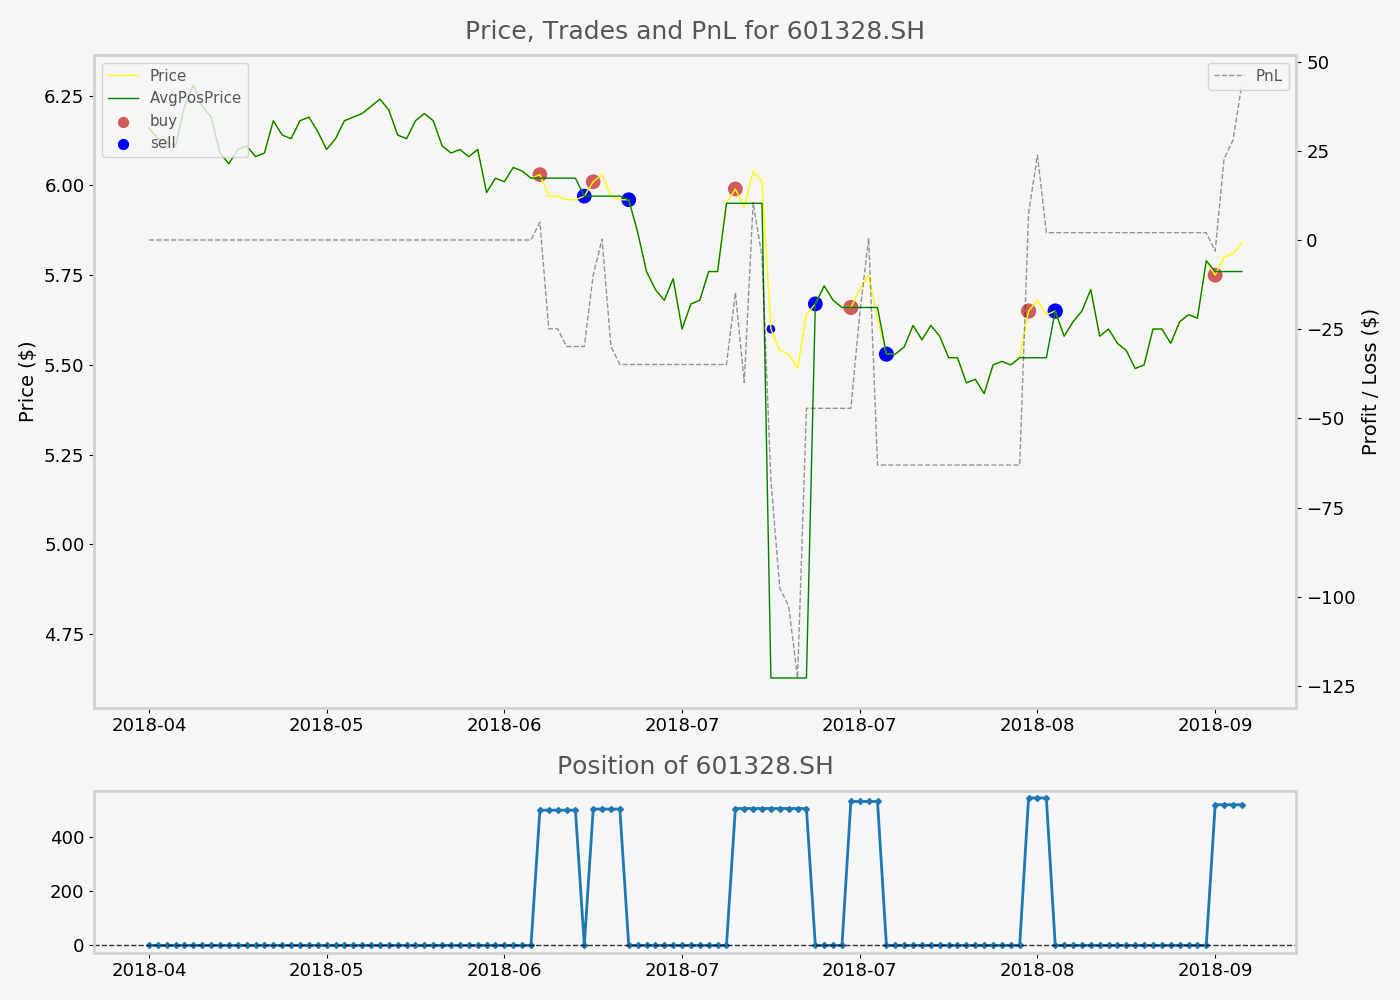 Price, Trades and PnL for 601328.SH
Price
AvgPosPrice
buy
sell
PnL
6.25
6.00
5.75
5.50
5.25
5.00
4.75
Price ($)
50
25
0
−25
−50
−75
−100
−125
Profit / Loss ($)
2018-04 2018-05 2018-06 2018-07 2018-07 2018-08 2018-09
Position of 601328.SH
400
200
0
2018-04 2018-05 2018-06 2018-07 2018-07 2018-08 2018-09